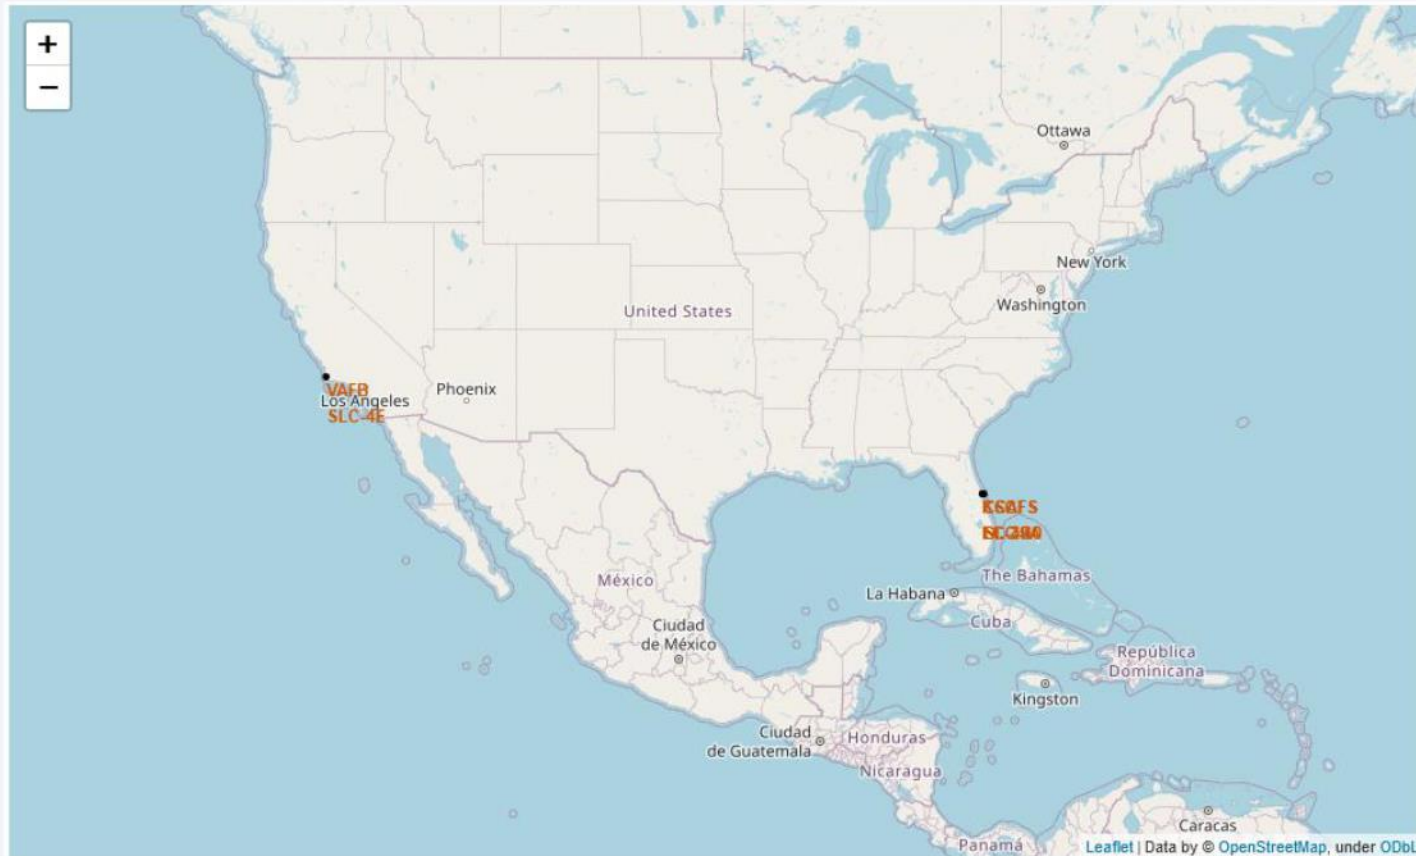 +
−
Ottawa
New York
Washington
United States
Phoenix
VAFB
Los Angeles
SLC-4E
The Bahamas
México
La Habana
Cuba
Ciudad
de México
República
Dominicana
Kingston
Ciudad
de Guatemala
Honduras
Nicaragua
Caracas
Panamá
Leaflet | Data by © OpenStreetMap, under ODbL